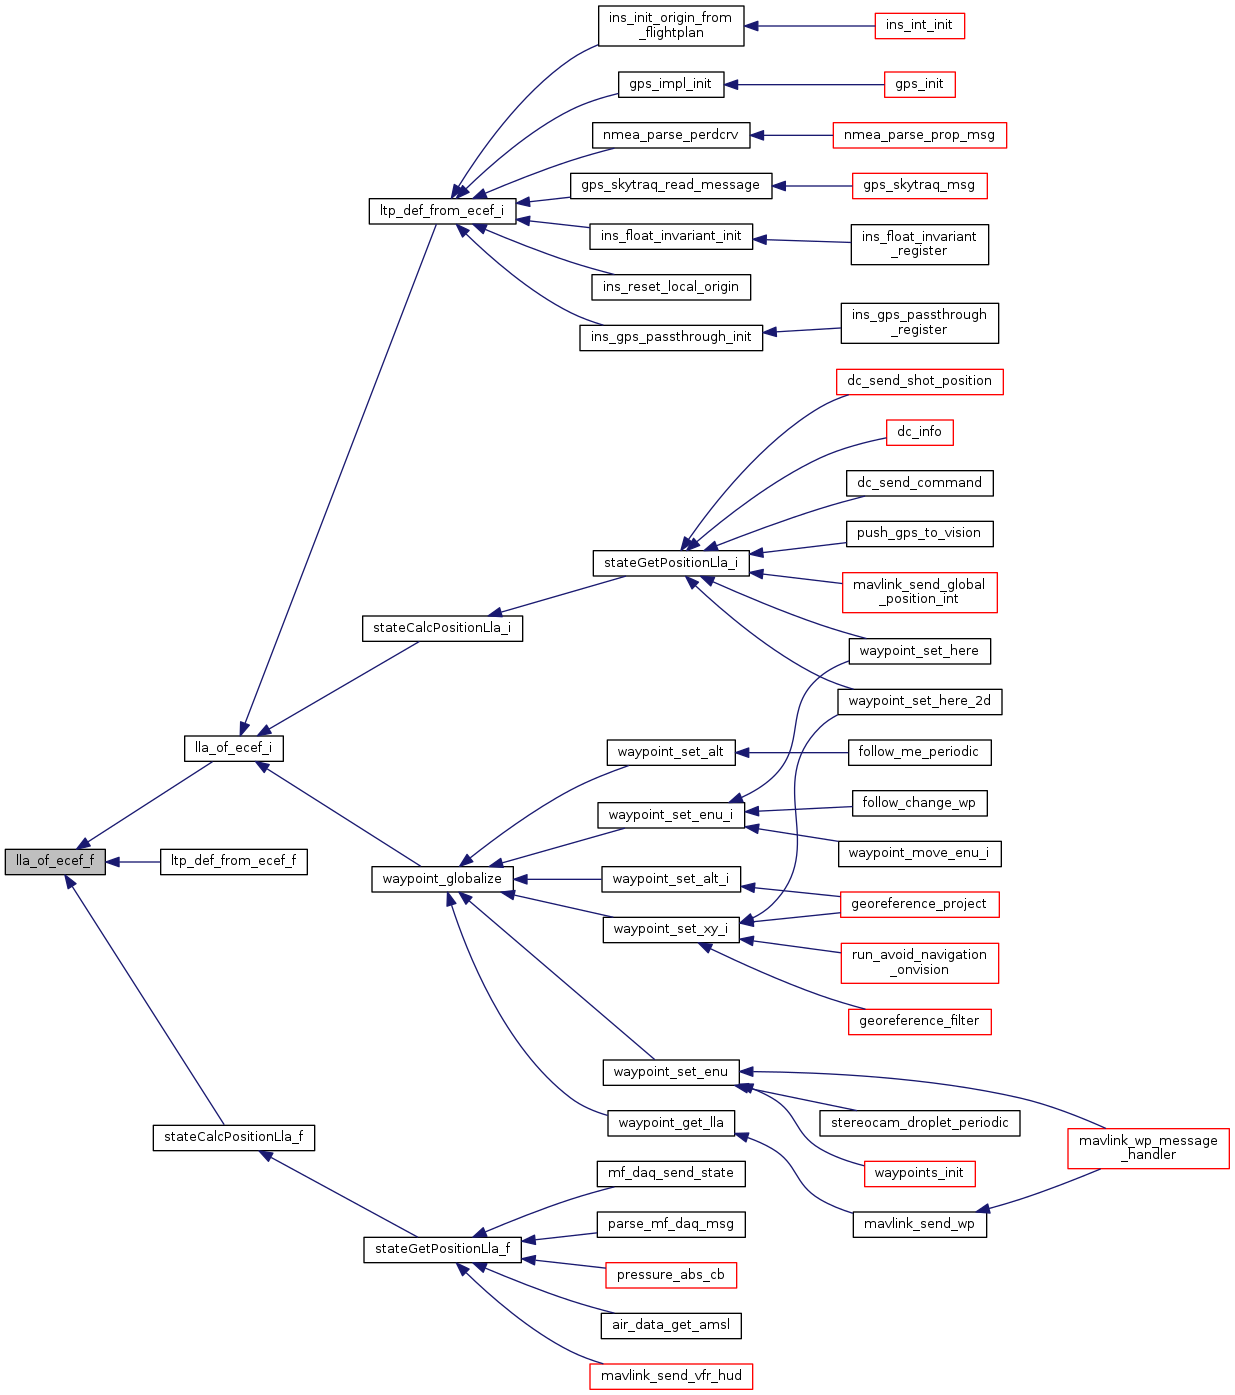 ins_init_origin_from
_flightplan
ins_int_init
gps_impl_init
gps_init
nmea_parse_perdcrv
nmea_parse_prop_msg
gps_skytraq_read_message
gps_skytraq_msg
ltp_def_from_ecef_i
ins_float_invariant_init
ins_float_invariant
_register
ins_reset_local_origin
ins_gps_passthrough_init
ins_gps_passthrough
_register
dc_send_shot_position
dc_info
dc_send_command
push_gps_to_vision
stateGetPositionLla_i
mavlink_send_global
_position_int
stateCalcPositionLla_i
waypoint_set_here
waypoint_set_here_2d
lla_of_ecef_i
waypoint_set_alt
follow_me_periodic
waypoint_set_enu_i
follow_change_wp
waypoint_move_enu_i
lla_of_ecef_f
ltp_def_from_ecef_f
waypoint_globalize
waypoint_set_alt_i
georeference_project
waypoint_set_xy_i
run_avoid_navigation
_onvision
georeference_filter
waypoint_set_enu
stereocam_droplet_periodic
waypoint_get_lla
stateCalcPositionLla_f
mavlink_wp_message
_handler
waypoints_init
mf_daq_send_state
parse_mf_daq_msg
mavlink_send_wp
stateGetPositionLla_f
pressure_abs_cb
air_data_get_amsl
mavlink_send_vfr_hud